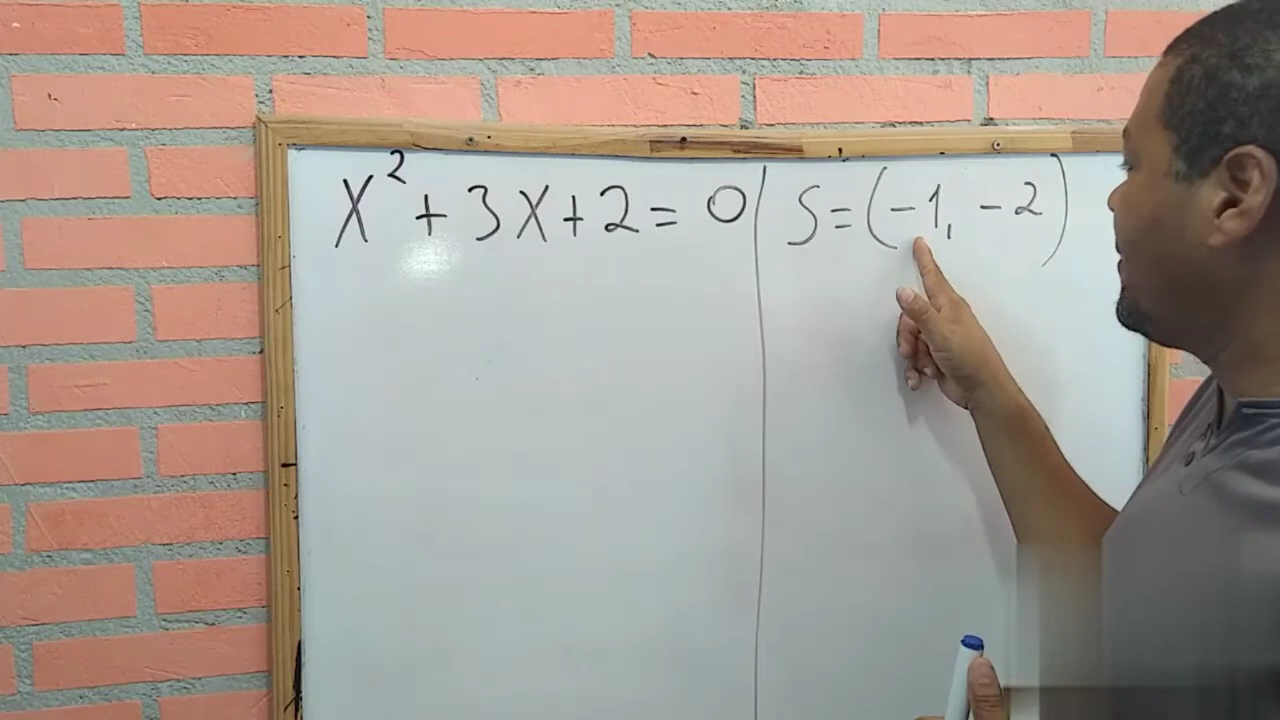 X² + 3X + 2 = 0
S = (-1, -2)